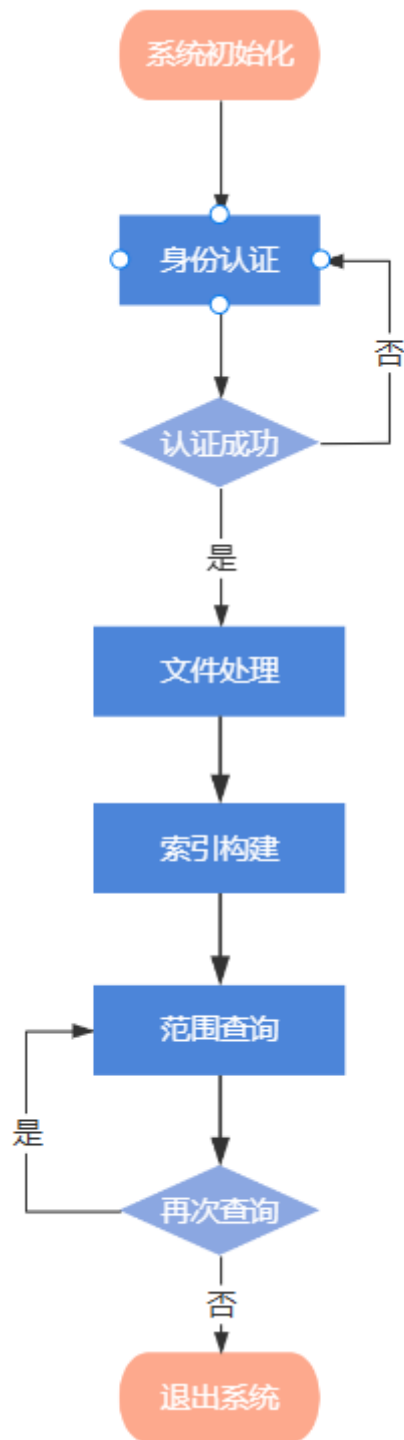 系统初始化
身份认证
否
认证成功
是
文件处理
索引构建
范围查询
是
再次查询
否
退出系统